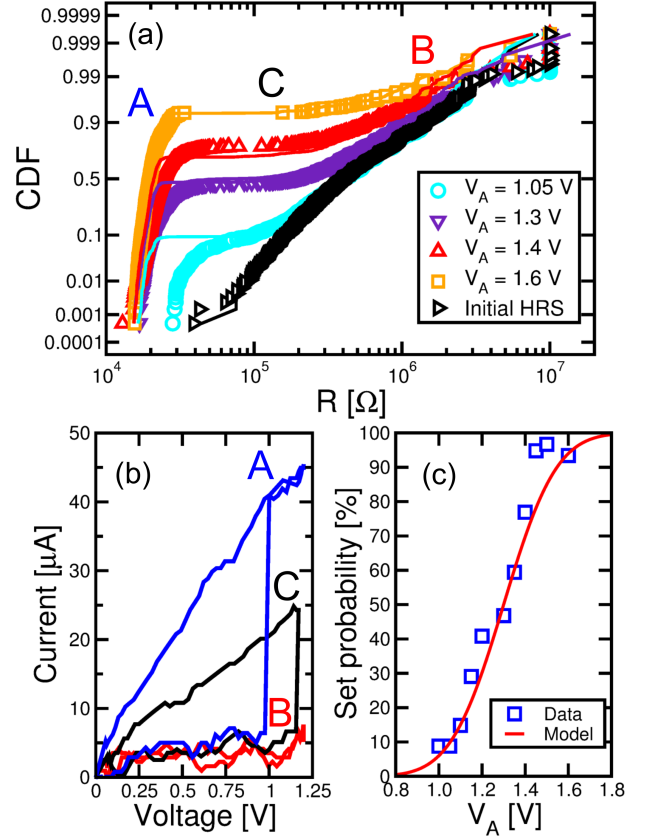 0.9999
0.999
0.99
0.9
0.5
0.1
0.01
0.001
0.0001
CDF
(a)
A
C
B
V_A = 1.05 V
V_A = 1.3 V
V_A = 1.4 V
V_A = 1.6 V
Initial HRS
10^4 10^5 10^6 10^7
R [Ω]
50
40
30
20
10
0
Current [μA]
(b)
A
C
B
0 0.25 0.5 0.75 1 1.25
Voltage [V]
100
90
80
70
60
50
40
30
20
10
0
Set probability [%]
(c)
Data
Model
0.8 1.0 1.2 1.4 1.6 1.8
V_A [V]